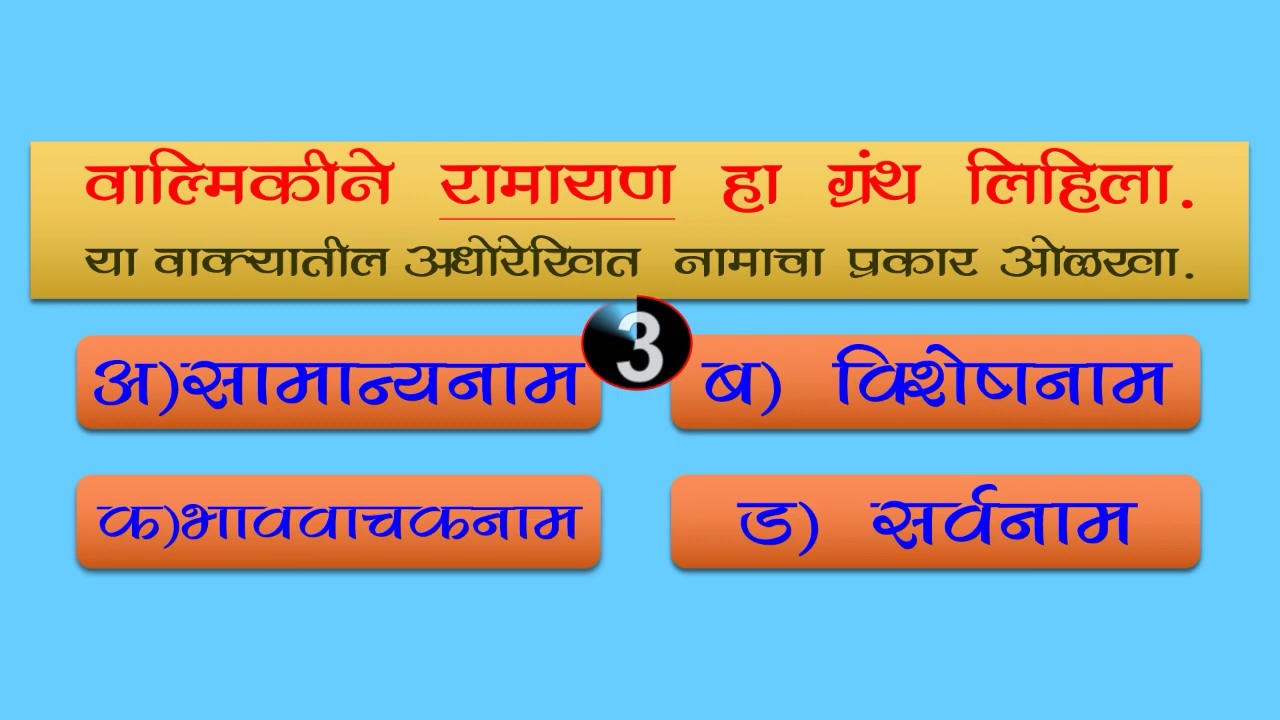 वाल्मिकीने रामायण हा ग्रंथ लिहिला.
या वाक्यातील अधोरेखित नामाचा प्रकार ओळखा.
3
अ)सामान्यनाम
ब) विशेषनाम
क)भाववाचकनाम
ड) सर्वनाम